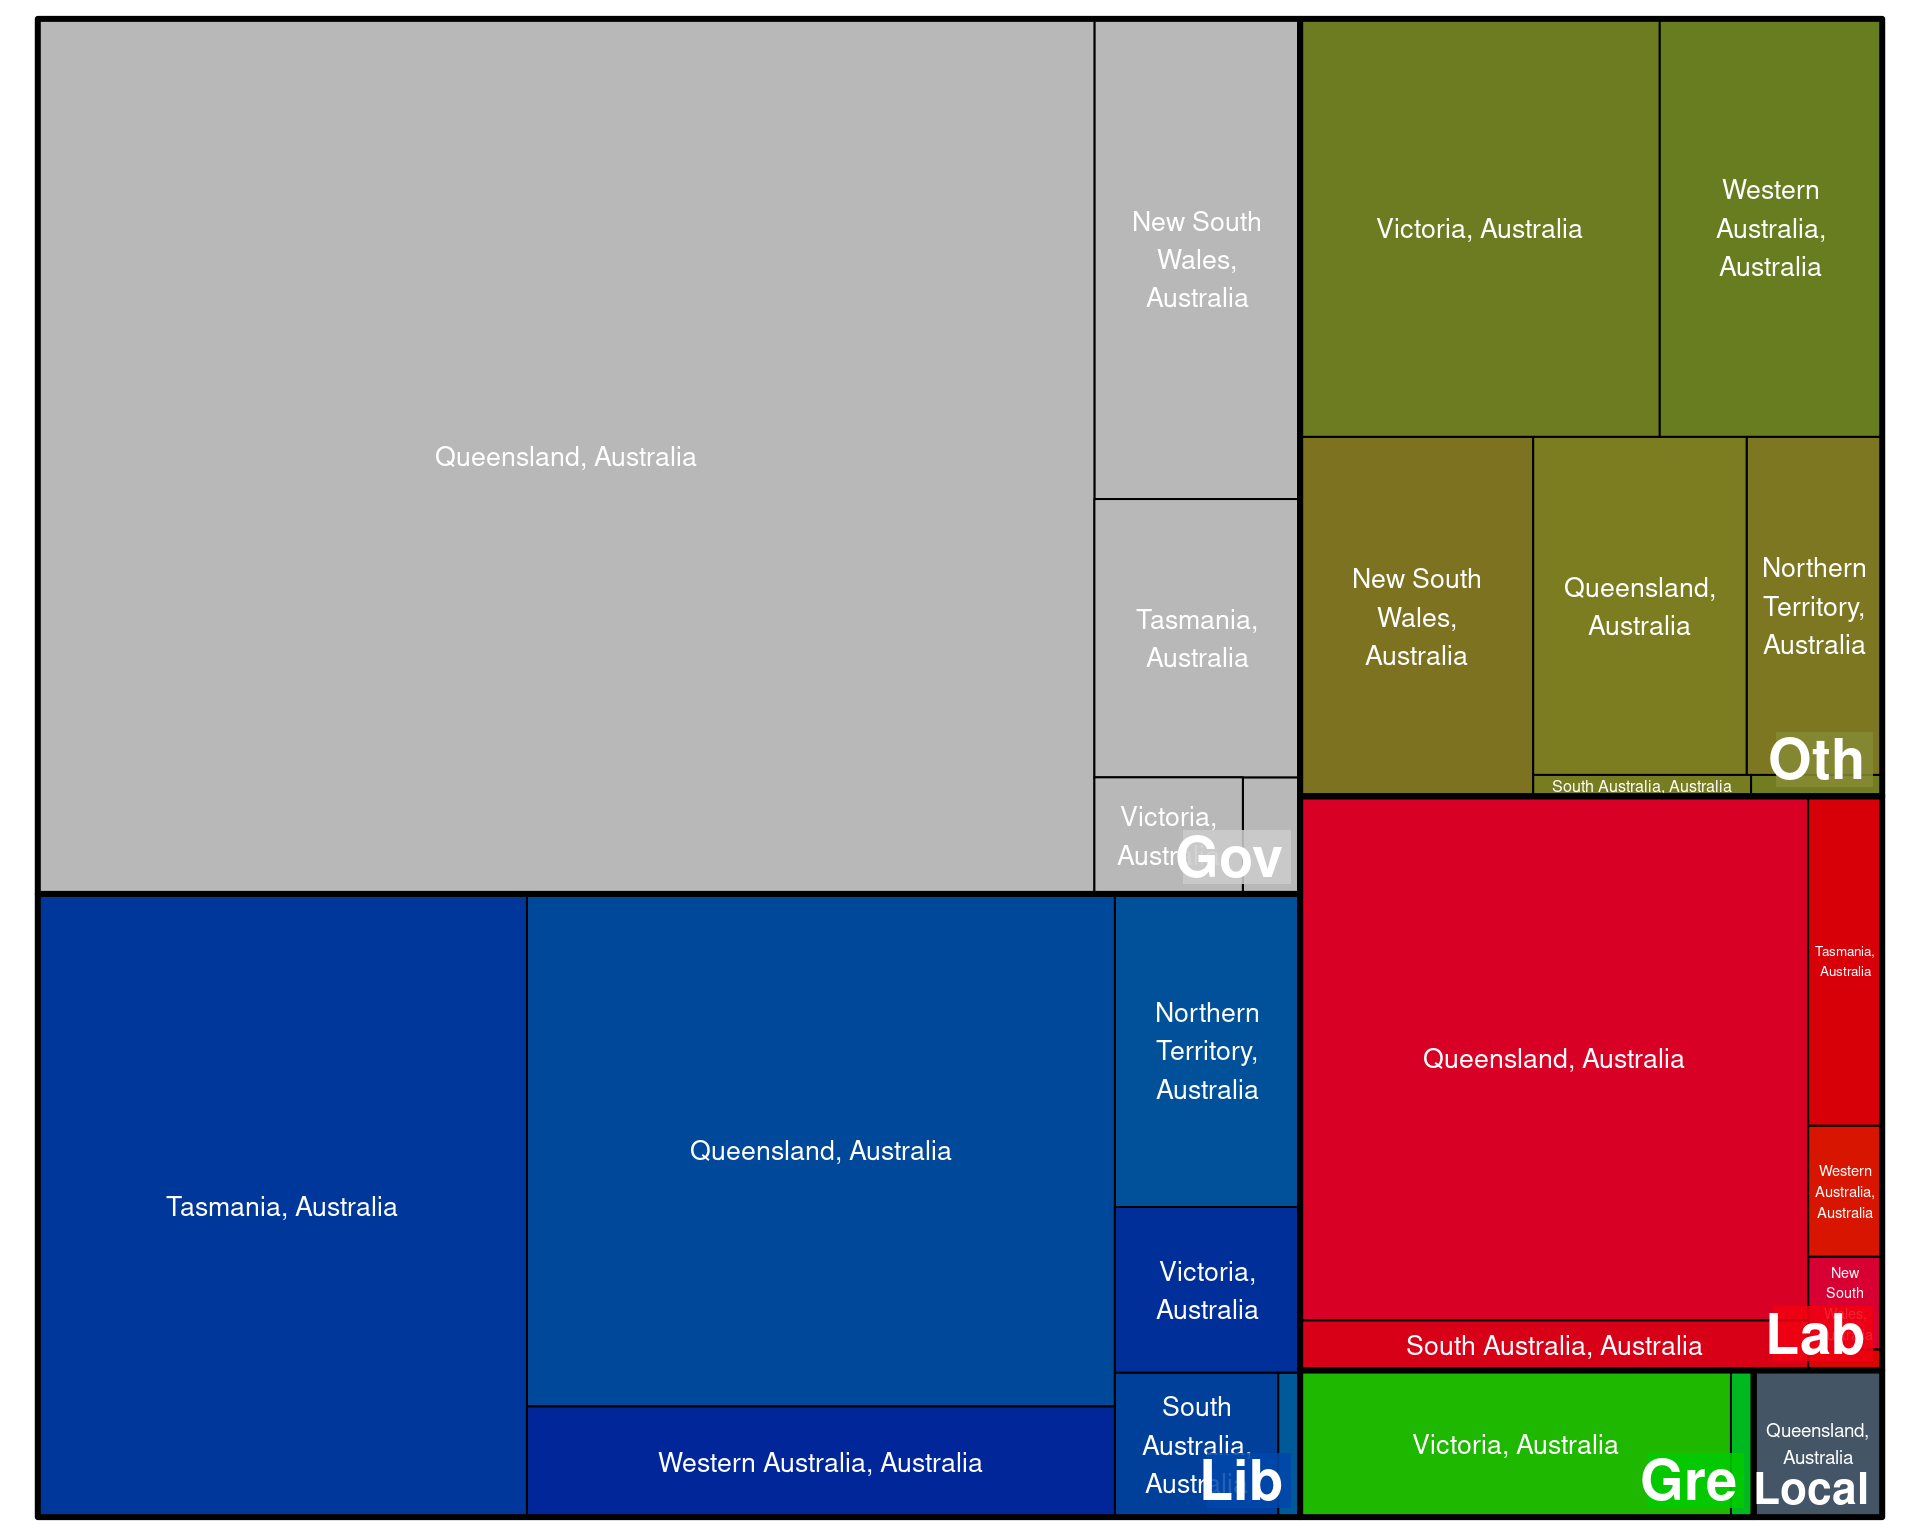 Queensland, Australia
New South
Wales,
Australia
Tasmania,
Australia
Victoria,
Gov
Victoria, Australia
Western
Australia,
Australia
New South
Wales,
Australia
Queensland,
Australia
Northern
Territory,
Australia
South Australia, Australia
Oth
Tasmania, Australia
Queensland, Australia
Western Australia, Australia
Northern
Territory,
Australia
Victoria,
Australia
South
Australia,
Lib
Queensland, Australia
Tasmania,
Australia
Western
Australia,
Australia
New
South
Wales,
South Australia, Australia
Lab
Victoria, Australia
Gre
Queensland,
Australia
Local